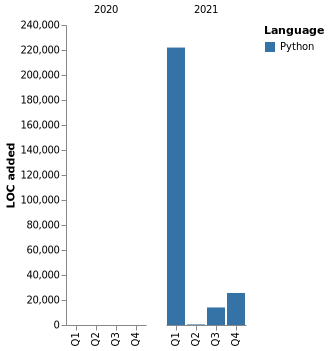 2020
2021
Language
Python
LOC added
240,000
220,000
200,000
180,000
160,000
140,000
120,000
100,000
80,000
60,000
40,000
20,000
0
Q1
Q2
Q3
Q4
Q1
Q2
Q3
Q4